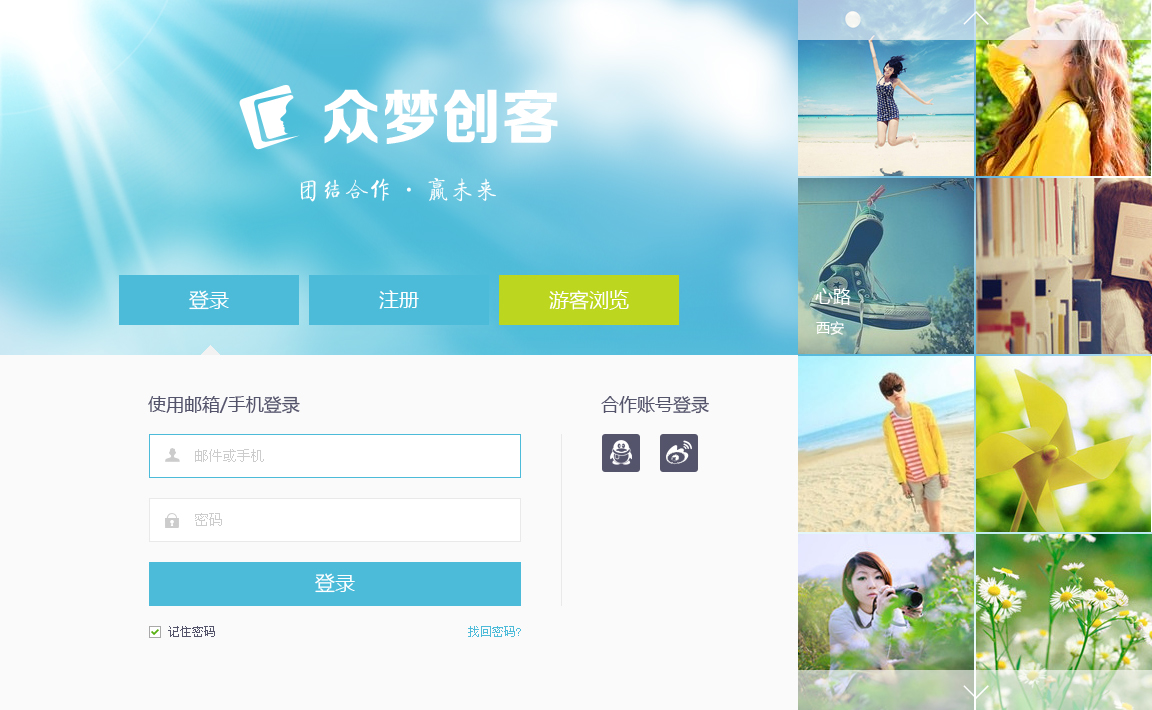 众梦创客
团结合作 · 赢未来
登录
注册
游客浏览
使用邮箱/手机登录
邮件或手机
密码
登录
记住密码
找回密码?
合作账号登录
心路
西安